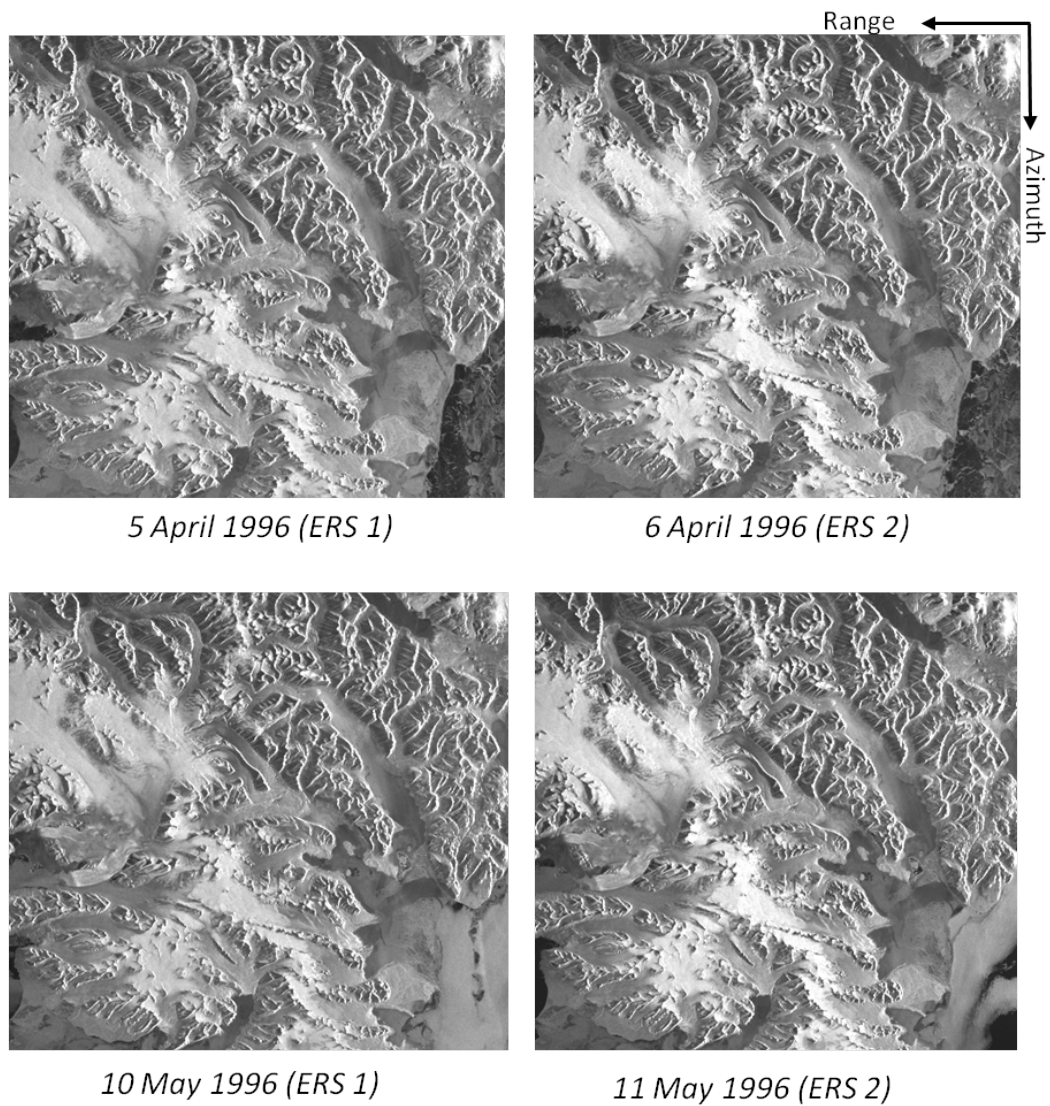 Range
Azimuth
5 April 1996 (ERS 1)
6 April 1996 (ERS 2)
10 May 1996 (ERS 1)
11 May 1996 (ERS 2)